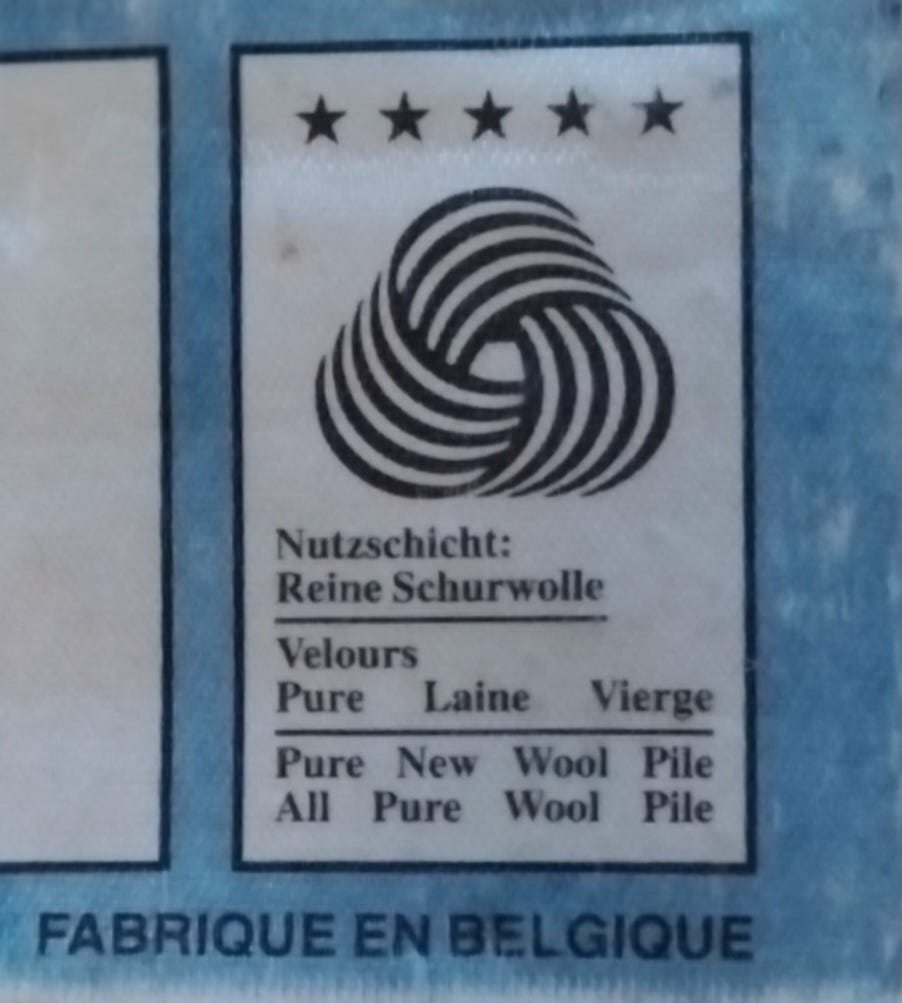 Nutzschicht:
Reine Schurwolle
Velours
Pure Laine Vierge
Pure New Wool Pile
All Pure Wool Pile
FABRIQUE EN BELGIQUE